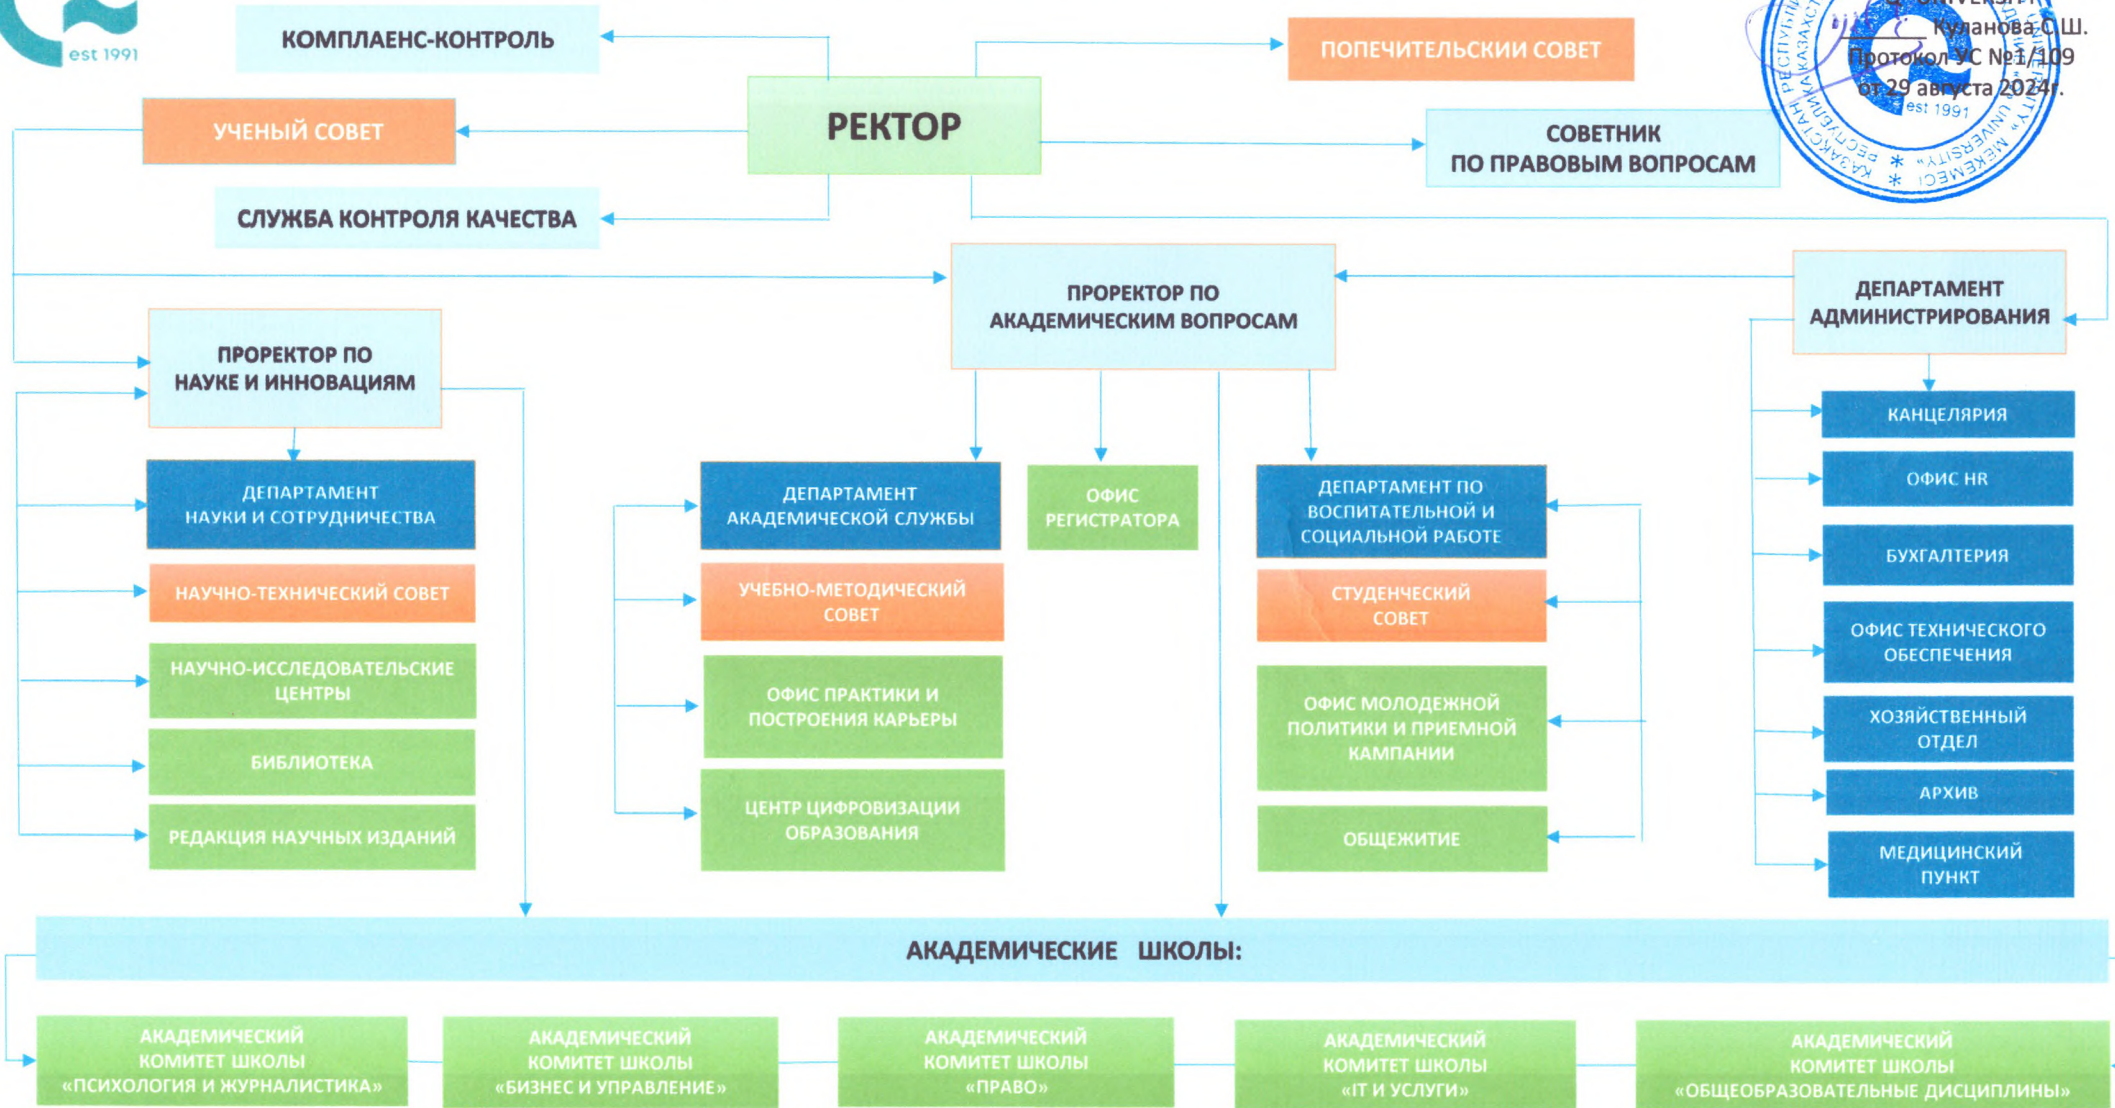 est 1991
КОМПЛАЕНС-КОНТРОЛЬ
ПОПЕЧИТЕЛЬСКИЙ СОВЕТ
UNIVERSITY
Куланова С.Ш.
Протокол УС №1/109
от 29 августа 2024г.
est 1991
РЕКТОР
УЧЕНЫЙ СОВЕТ
СОВЕТНИК
ПО ПРАВОВЫМ ВОПРОСАМ
СЛУЖБА КОНТРОЛЯ КАЧЕСТВА
ПРОРЕКТОР ПО
АКАДЕМИЧЕСКИМ ВОПРОСАМ
ДЕПАРТАМЕНТ
АДМИНИСТРИРОВАНИЯ
ПРОРЕКТОР ПО
НАУКЕ И ИННОВАЦИЯМ
ДЕПАРТАМЕНТ
НАУКИ И СОТРУДНИЧЕСТВА
НАУЧНО-ТЕХНИЧЕСКИЙ СОВЕТ
НАУЧНО-ИССЛЕДОВАТЕЛЬСКИЕ
ЦЕНТРЫ
БИБЛИОТЕКА
РЕДАКЦИЯ НАУЧНЫХ ИЗДАНИЙ
ДЕПАРТАМЕНТ
АКАДЕМИЧЕСКОЙ СЛУЖБЫ
УЧЕБНО-МЕТОДИЧЕСКИЙ
СОВЕТ
ОФИС ПРАКТИКИ И
ПОСТРОЕНИЯ КАРЬЕРЫ
ЦЕНТР ЦИФРОВИЗАЦИИ
ОБРАЗОВАНИЯ
ОФИС
РЕГИСТРАТОРА
ДЕПАРТАМЕНТ ПО
ВОСПИТАТЕЛЬНОЙ И
СОЦИАЛЬНОЙ РАБОТЕ
СТУДЕНЧЕСКИЙ
СОВЕТ
ОФИС МОЛОДЕЖНОЙ
ПОЛИТИКИ И ПРИЕМНОЙ
КАМПАНИИ
ОБЩЕЖИТИЕ
КАНЦЕЛЯРИЯ
ОФИС HR
БУХГАЛТЕРИЯ
ОФИС ТЕХНИЧЕСКОГО
ОБЕСПЕЧЕНИЯ
ХОЗЯЙСТВЕННЫЙ
ОТДЕЛ
АРХИВ
МЕДИЦИНСКИЙ
ПУНКТ
АКАДЕМИЧЕСКИЕ ШКОЛЫ:
АКАДЕМИЧЕСКИЙ
КОМИТЕТ ШКОЛЫ
«ПСИХОЛОГИЯ И ЖУРНАЛИСТИКА»
АКАДЕМИЧЕСКИЙ
КОМИТЕТ ШКОЛЫ
«БИЗНЕС И УПРАВЛЕНИЕ»
АКАДЕМИЧЕСКИЙ
КОМИТЕТ ШКОЛЫ
«ПРАВО»
АКАДЕМИЧЕСКИЙ
КОМИТЕТ ШКОЛЫ
«IT И УСЛУГИ»
АКАДЕМИЧЕСКИЙ
КОМИТЕТ ШКОЛЫ
«ОБЩЕОБРАЗОВАТЕЛЬНЫЕ ДИСЦИПЛИНЫ»